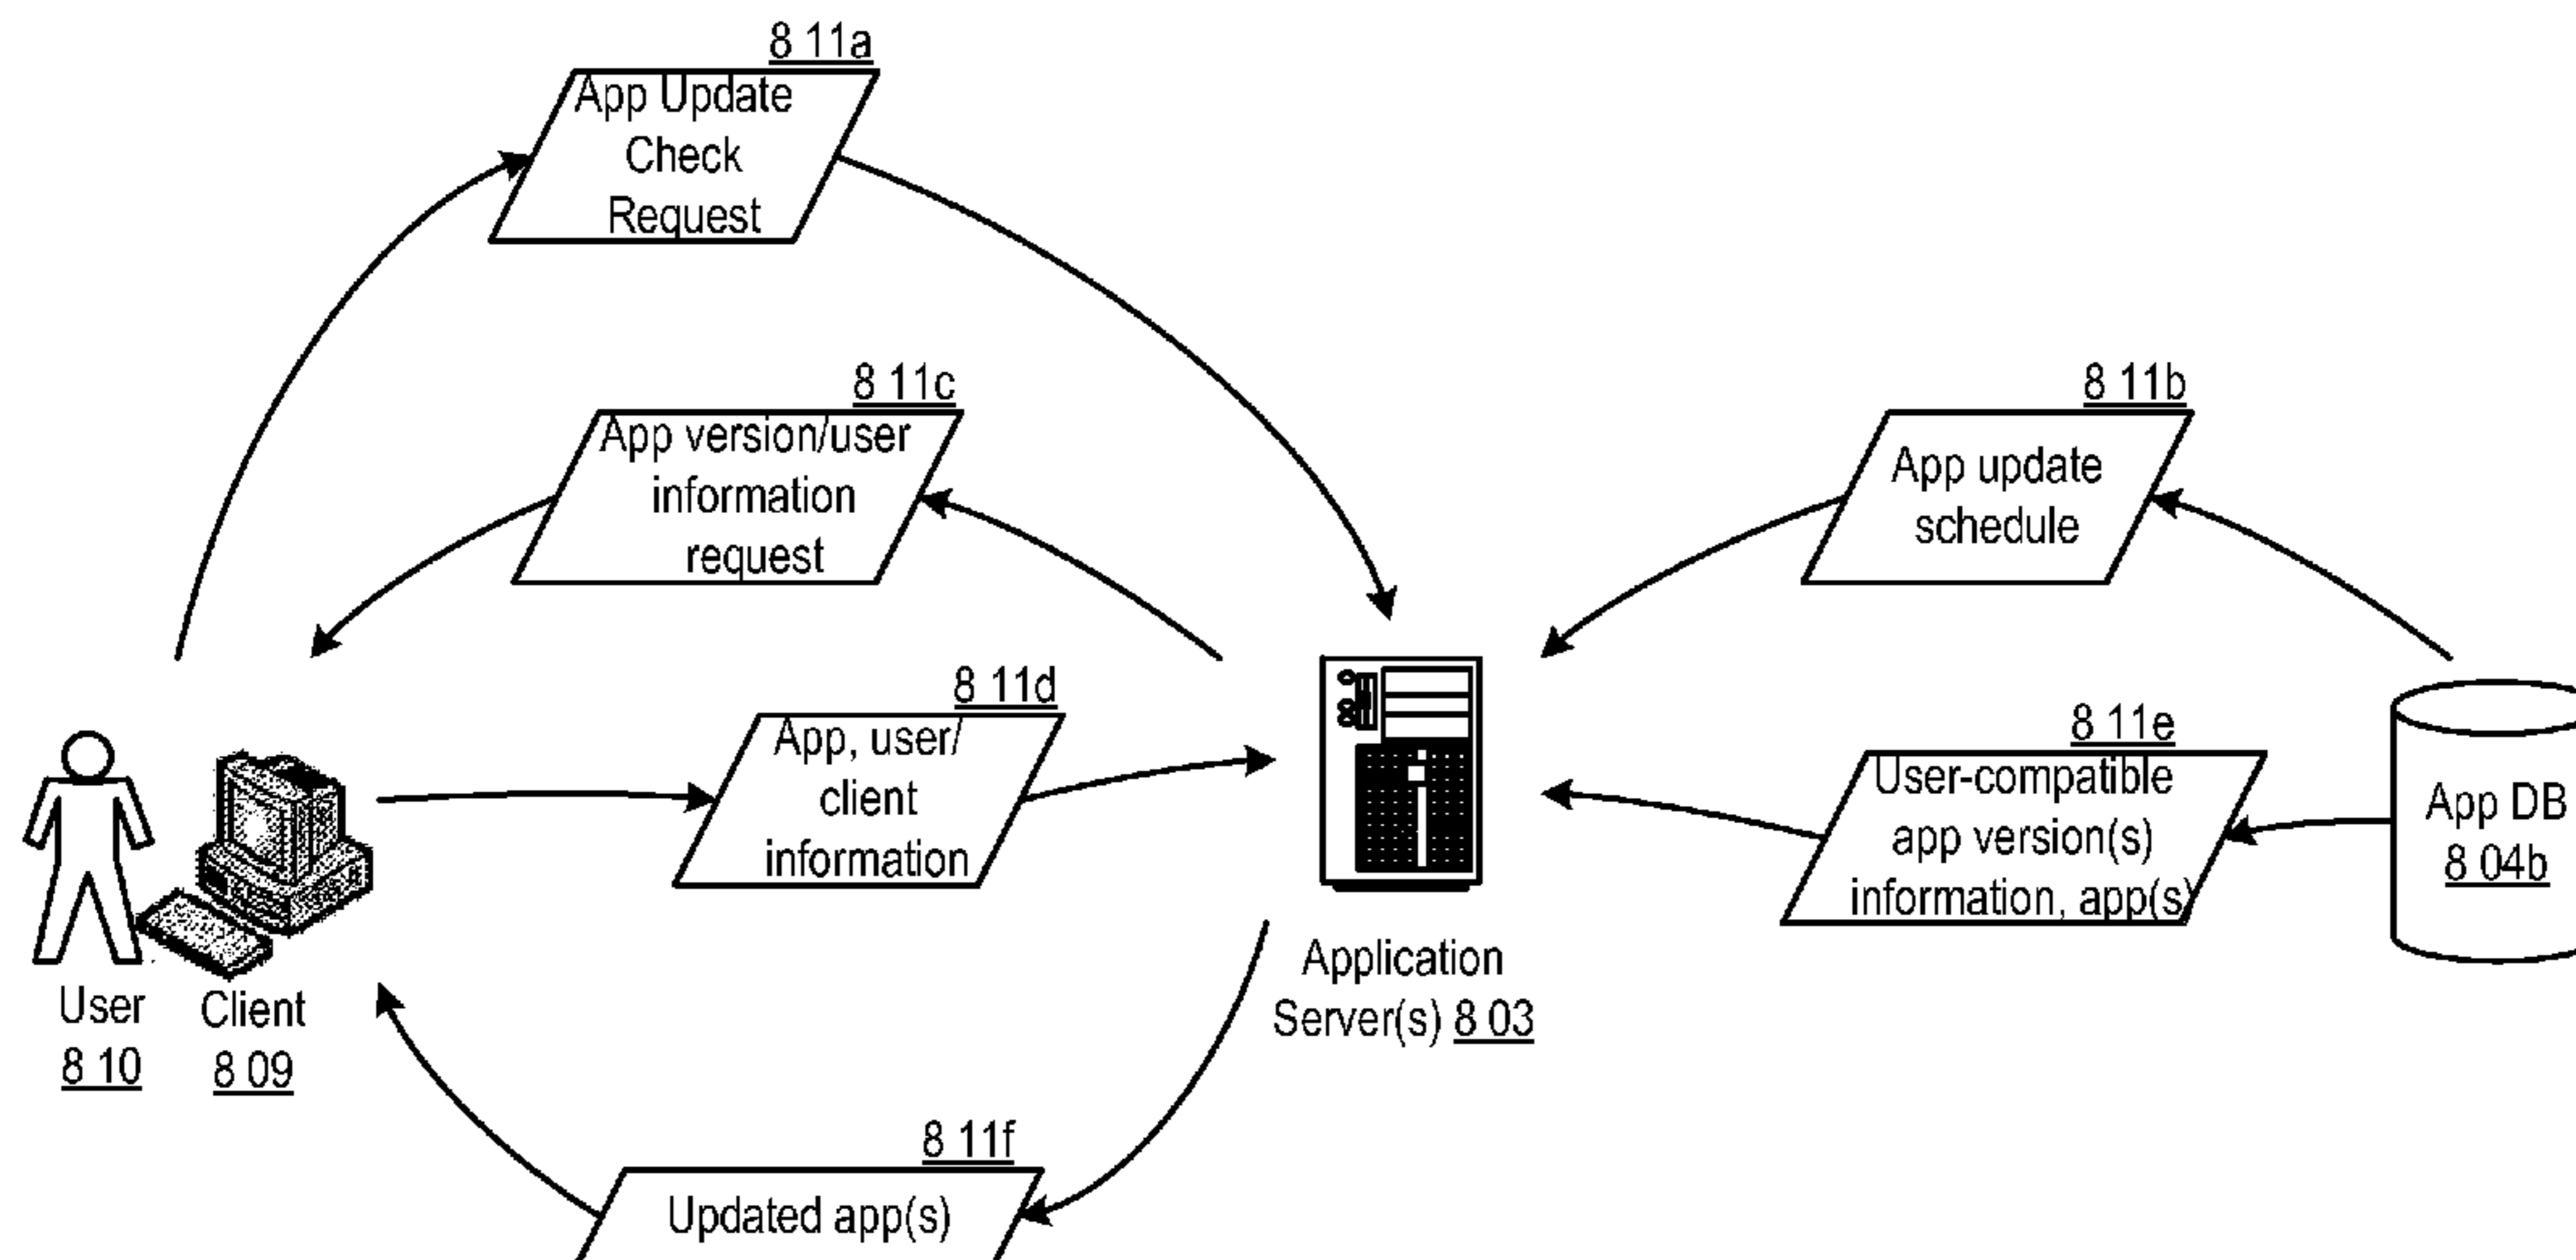 8 11a
App Update
Check
Request
8 11c
App version/user
information
request
8 11b
App update
schedule
8 11d
App, user/
client
information
8 11e
User-compatible
app version(s)
information, app(s)
App DB
8 04b
User
8 10
Client
8 09
Application
Server(s) 8 03
8 11f
Updated app(s)